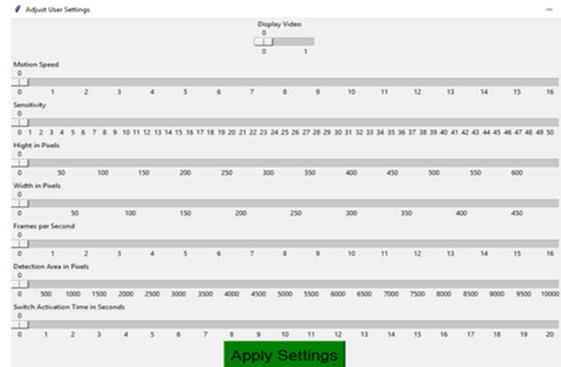 Adjust User Settings
Display Video
0
0 1
Motion Speed
0
0 1 2 3 4 5 6 7 8 9 10 11 12 13 14 15 16
Sensitivity
0
0 1 2 3 4 5 6 7 8 9 10 11 12 13 14 15 16 17 18 19 20 21 22 23 24 25 26 27 28 29 30 31 32 33 34 35 36 37 38 39 40 41 42 43 44 45 46 47 48 49 50
Hight in Pixels
0
0 50 100 150 200 250 300 350 400 450 500 550 600
Width in Pixels
0
0 50 100 150 200 250 300 350 400 450
Frames per Second
0
0 1 2 3 4 5 6 7 8 9 10 11 12 13 14 15 16
Detection Area in Pixels
0
0 500 1000 1500 2000 2500 3000 3500 4000 4500 5000 5500 6000 6500 7000 7500 8000 8500 9000 9500 10000
Switch Activation Time in Seconds
0
0 1 2 3 4 5 6 7 8 9 10 11 12 13 14 15 16 17 18 19 20
Apply Settings